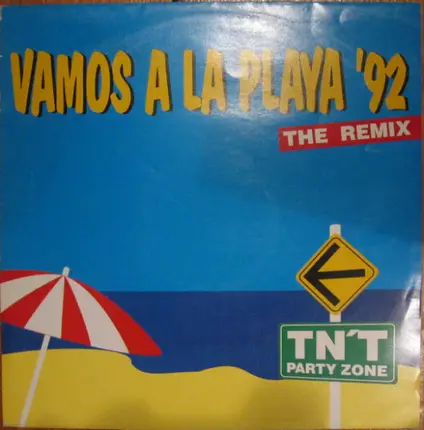 VAMOS A LA PLAYA '92
THE REMIX
TN´T
PARTY ZONE